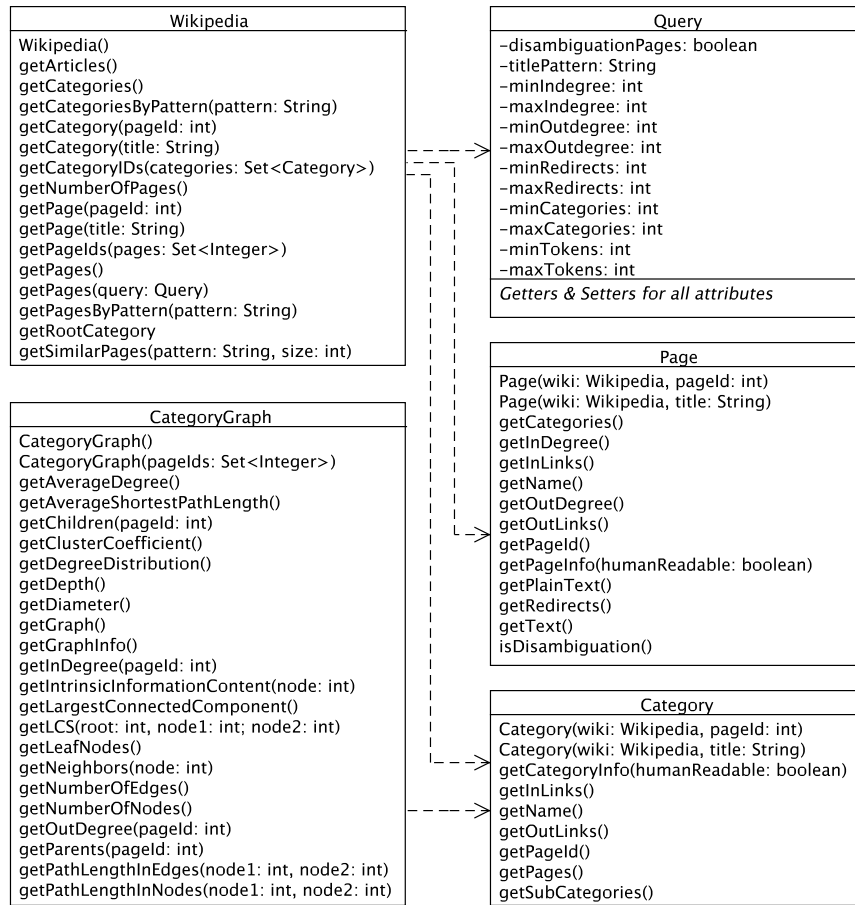 Wikipedia
Wikipedia()
getArticles()
getCategories()
getCategoriesByPattern(pattern: String)
getCategory(pageId: int)
getCategory(title: String)
getCategoryIDs(categories: Set<Category>)
getNumberOfPages()
getPage(pageId: int)
getPage(title: String)
getPageIds(pages: Set<Integer>)
getPages()
getPages(query: Query)
getPagesByPattern(pattern: String)
getRootCategory
getSimilarPages(pattern: String, size: int)
CategoryGraph
CategoryGraph()
CategoryGraph(pageIds: Set<Integer>)
getAverageDegree()
getAverageShortestPathLength()
getChildren(pageId: int)
getClusterCoefficient()
getDegreeDistribution()
getDepth()
getDiameter()
getGraph()
getGraphInfo()
getInDegree(pageId: int)
getIntrinsicInformationContent(node: int)
getLargestConnectedComponent()
getLCS(root: int, node1: int; node2: int)
getLeafNodes()
getNeighbors(node: int)
getNumberOfEdges()
getNumberOfNodes()
getOutDegree(pageId: int)
getParents(pageId: int)
getPathLengthInEdges(node1: int, node2: int)
getPathLengthInNodes(node1: int, node2: int)
Query
-disambiguationPages: boolean
-titlePattern: String
-minIndegree: int
-maxIndegree: int
-minOutdegree: int
-maxOutdegree: int
-minRedirects: int
-maxRedirects: int
-minCategories: int
-maxCategories: int
-minTokens: int
-maxTokens: int
Getters & Setters for all attributes
Page
Page(wiki: Wikipedia, pageId: int)
Page(wiki: Wikipedia, title: String)
getCategories()
getInDegree()
getInLinks()
getName()
getOutDegree()
getOutLinks()
getPageId()
getPageInfo(humanReadable: boolean)
getPlainText()
getRedirects()
getText()
isDisambiguation()
Category
Category(wiki: Wikipedia, pageId: int)
Category(wiki: Wikipedia, title: String)
getCategoryInfo(humanReadable: boolean)
getInLinks()
getName()
getOutLinks()
getPageId()
getPages()
getSubCategories()